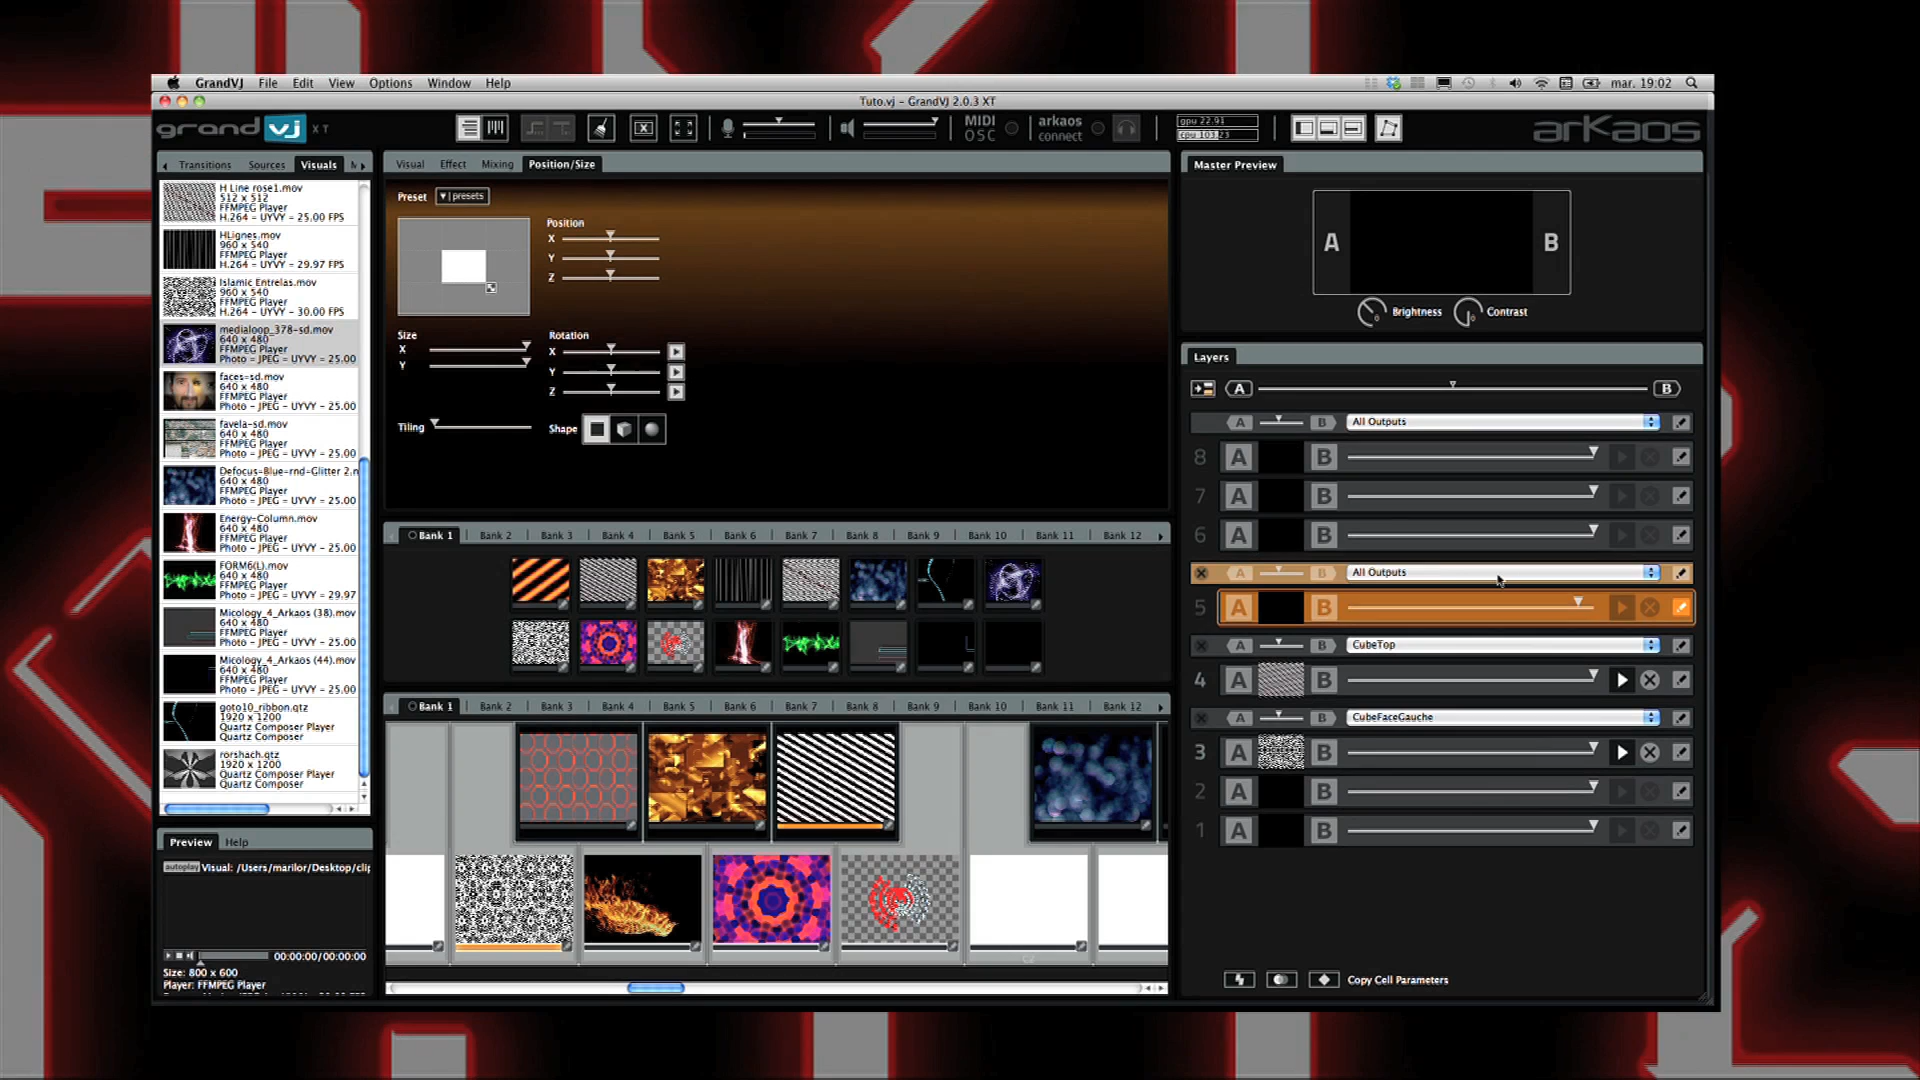 GrandVJ File Edit View Options Window Help
mar. 19:02
Tuto.vj - GrandVJ 2.0.3 XT
grand vj XT
MIDI OSC
arkaos connect
gpu 22.91
cpu 103.23
arkaos
Transitions Sources Visuals
H Line rose1.mov
512 x 512
FFMPEG Player
H.264 - UYVY - 25.00 FPS
HLignes.mov
960 x 540
FFMPEG Player
H.264 - UYVY - 29.97 FPS
Islamic Entrelas.mov
960 x 540
FFMPEG Player
H.264 - UYVY - 30.00 FPS
medialoop_378-sd.mov
640 x 480
FFMPEG Player
Photo - JPEG - UYVY - 25.00
faces-sd.mov
640 x 480
FFMPEG Player
Photo - JPEG - UYVY - 25.00
favela-sd.mov
640 x 480
FFMPEG Player
Photo - JPEG - UYVY - 25.00
Defocus-Blue-rnd-Glitter 2.n
640 x 480
FFMPEG Player
Photo - JPEG - UYVY - 25.00
Energy-Column.mov
640 x 480
FFMPEG Player
Photo - JPEG - UYVY - 25.00
FORM6(L).mov
640 x 480
FFMPEG Player
Photo - JPEG - UYVY - 29.97
Micology_4_Arkaos (38).mov
640 x 480
FFMPEG Player
Photo - JPEG - UYVY - 25.00
Micology_4_Arkaos (44).mov
640 x 480
FFMPEG Player
Photo - JPEG - UYVY - 25.00
goto10_ribbon.qtz
1920 x 1200
Quartz Composer Player
Quartz Composer
rorshach.qtz
1920 x 1200
Quartz Composer Player
Quartz Composer
Preview Help
autoplay Visual: /Users/marilor/Desktop/clip
00:00:00/00:00:00
Size: 800 x 600
Player: FFMPEG Player
Visual Effect Mixing Position/Size
Preset presets
Position
X
Y
Z
Size
X
Y
Rotation
X
Y
Z
Tiling
Shape
Bank 1 Bank 2 Bank 3 Bank 4 Bank 5 Bank 6 Bank 7 Bank 8 Bank 9 Bank 10 Bank 11 Bank 12
Bank 1 Bank 2 Bank 3 Bank 4 Bank 5 Bank 6 Bank 7 Bank 8 Bank 9 Bank 10 Bank 11 Bank 12
Master Preview
A B
Brightness Contrast
Layers
A B
A B All Outputs
8 A B
7 A B
6 A B
A B All Outputs
5 A B
A B CubeTop
4 A B
A B CubeFaceGauche
3 A B
2 A B
1 A B
Copy Cell Parameters